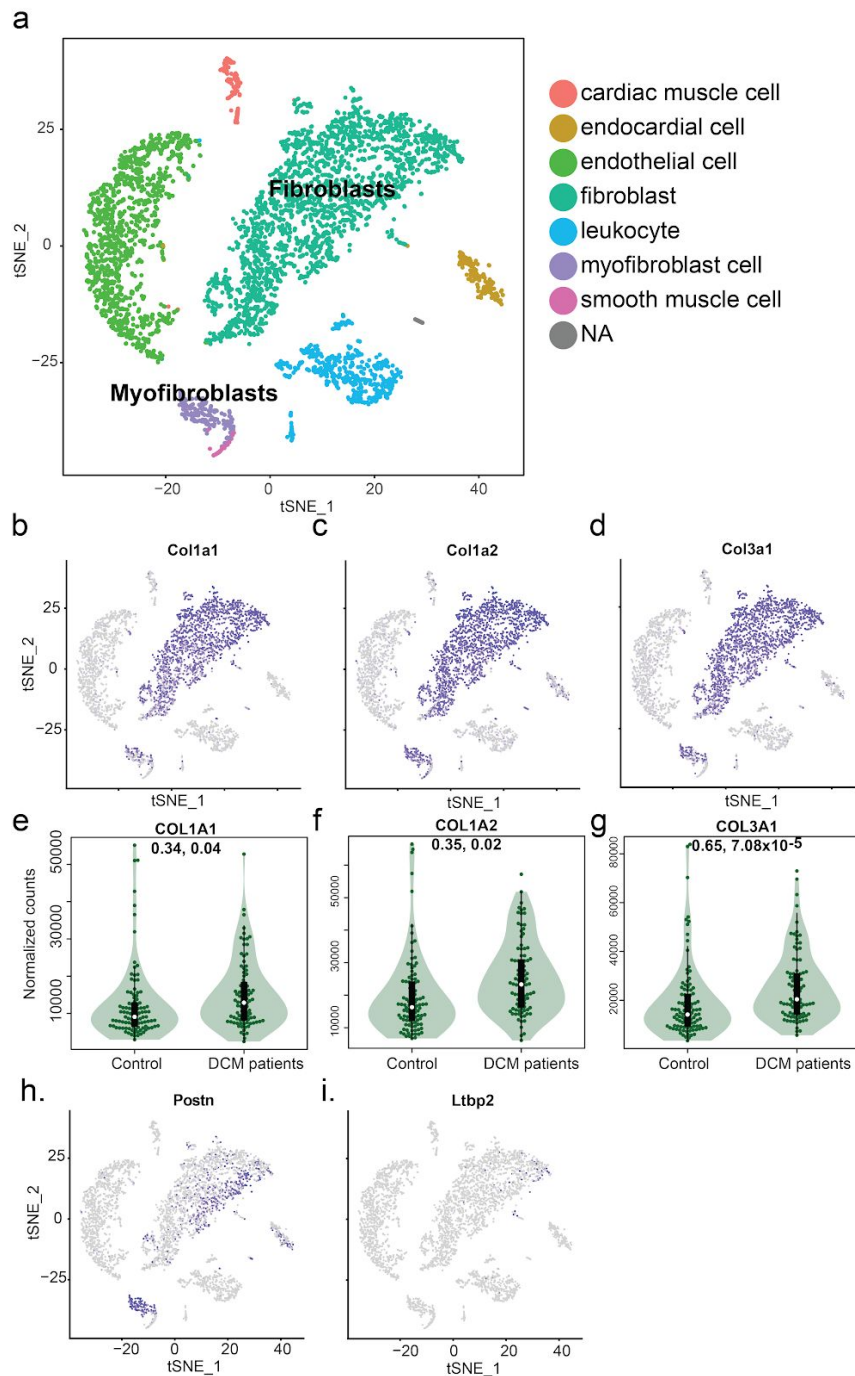 a
25
0
−25
tSNE_2
Fibroblasts
Myofibroblasts
−20
0
20
40
tSNE_1
cardiac muscle cell
endocardial cell
endothelial cell
fibroblast
leukocyte
myofibroblast cell
smooth muscle cell
NA
b
Col1a1
25
0
−25
tSNE_2
tSNE_1
c
Col1a2
tSNE_1
d
Col3a1
tSNE_1
e
COL1A1
0.34, 0.04
50000
30000
10000
Normalized counts
Control
DCM patients
f
COL1A2
0.35, 0.02
60000
50000
30000
10000
Control
DCM patients
g
COL3A1
0.65, 7.08x10-5
80000
60000
40000
20000
Control
DCM patients
h.
Postn
25
0
−25
tSNE_2
−20
0
20
40
tSNE_1
i.
Ltbp2
−20
0
20
40
tSNE_1